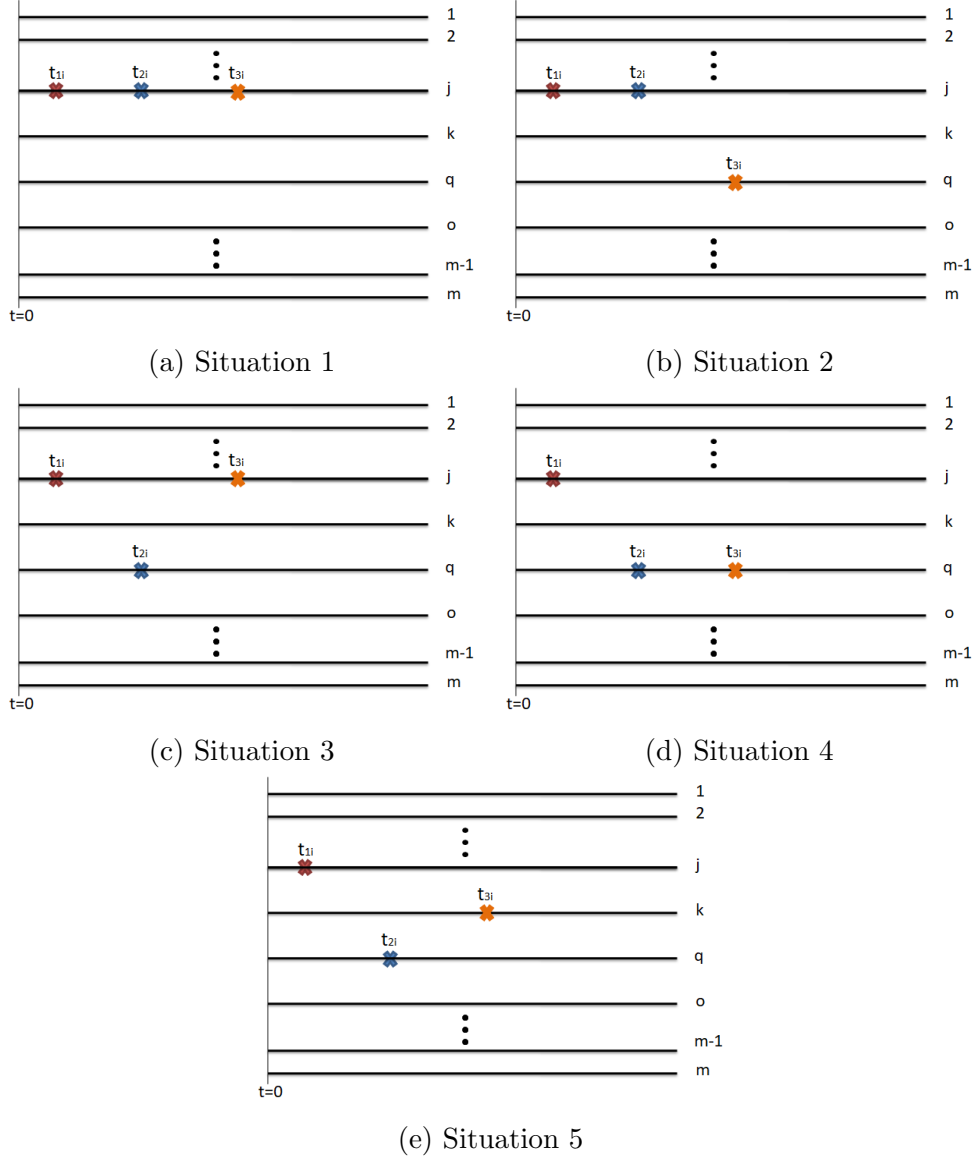 1 1
2 2
t1i t2i t3i j t1i t2i j
k k
q t3i q
o o
m-1 m-1
m m
t=0 t=0
(a) Situation 1 (b) Situation 2
1 1
2 2
t1i t3i j t1i j
k k
t2i q t2i t3i q
o o
m-1 m-1
m m
t=0 t=0
(c) Situation 3 (d) Situation 4
1
2
t1i j
t3i k
t2i q
o
m-1
m
t=0
(e) Situation 5